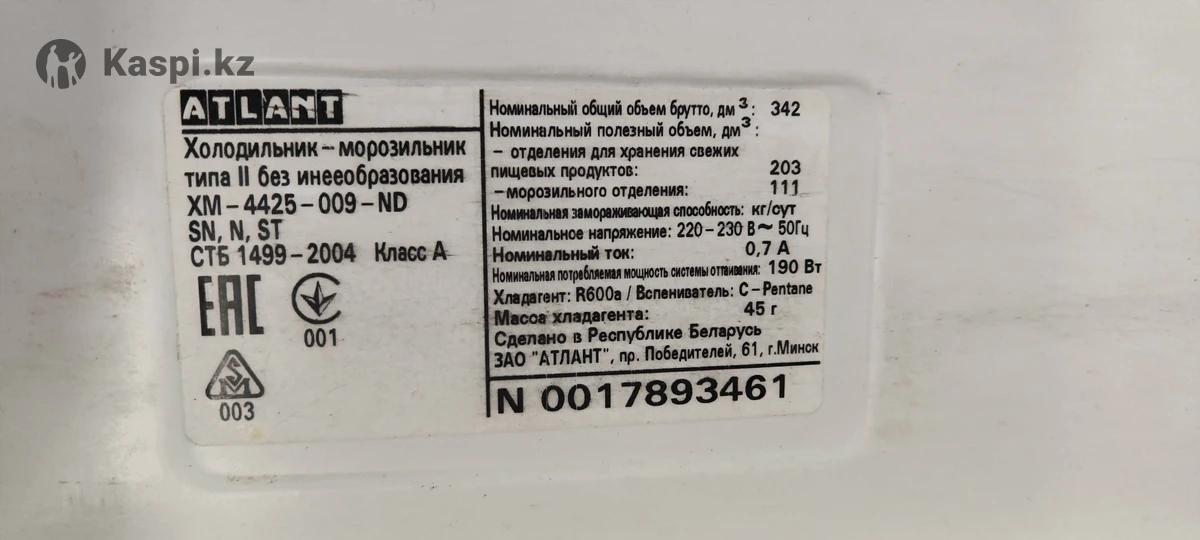 Kaspi.kz
ATLANT
Холодильник – морозильник
типа II без инееобразования
ХМ – 4425 – 009 – ND
SN, N, ST
СТБ 1499 – 2004 Класс А
ЕАС
001
003
Номинальный общий объем брутто, дм³: 342
Номинальный полезный объем, дм³:
– отделения для хранения свежих
пищевых продуктов: 203
–морозильного отделения: 111
Номинальная замораживающая способность: кг/сут
Номинальное напряжение: 220 – 230 В ~ 50Гц
Номинальный ток: 0,7 А
Номинальная потребляемая мощность системы оттаивания: 190 Вт
Хладагент: R600a / Вспениватель: C – Pentane
Масса хладагента: 45 г
Сделано в Республике Беларусь
ЗАО "АТЛАНТ", пр. Победителей, 61, г.Минск
N 0017893461